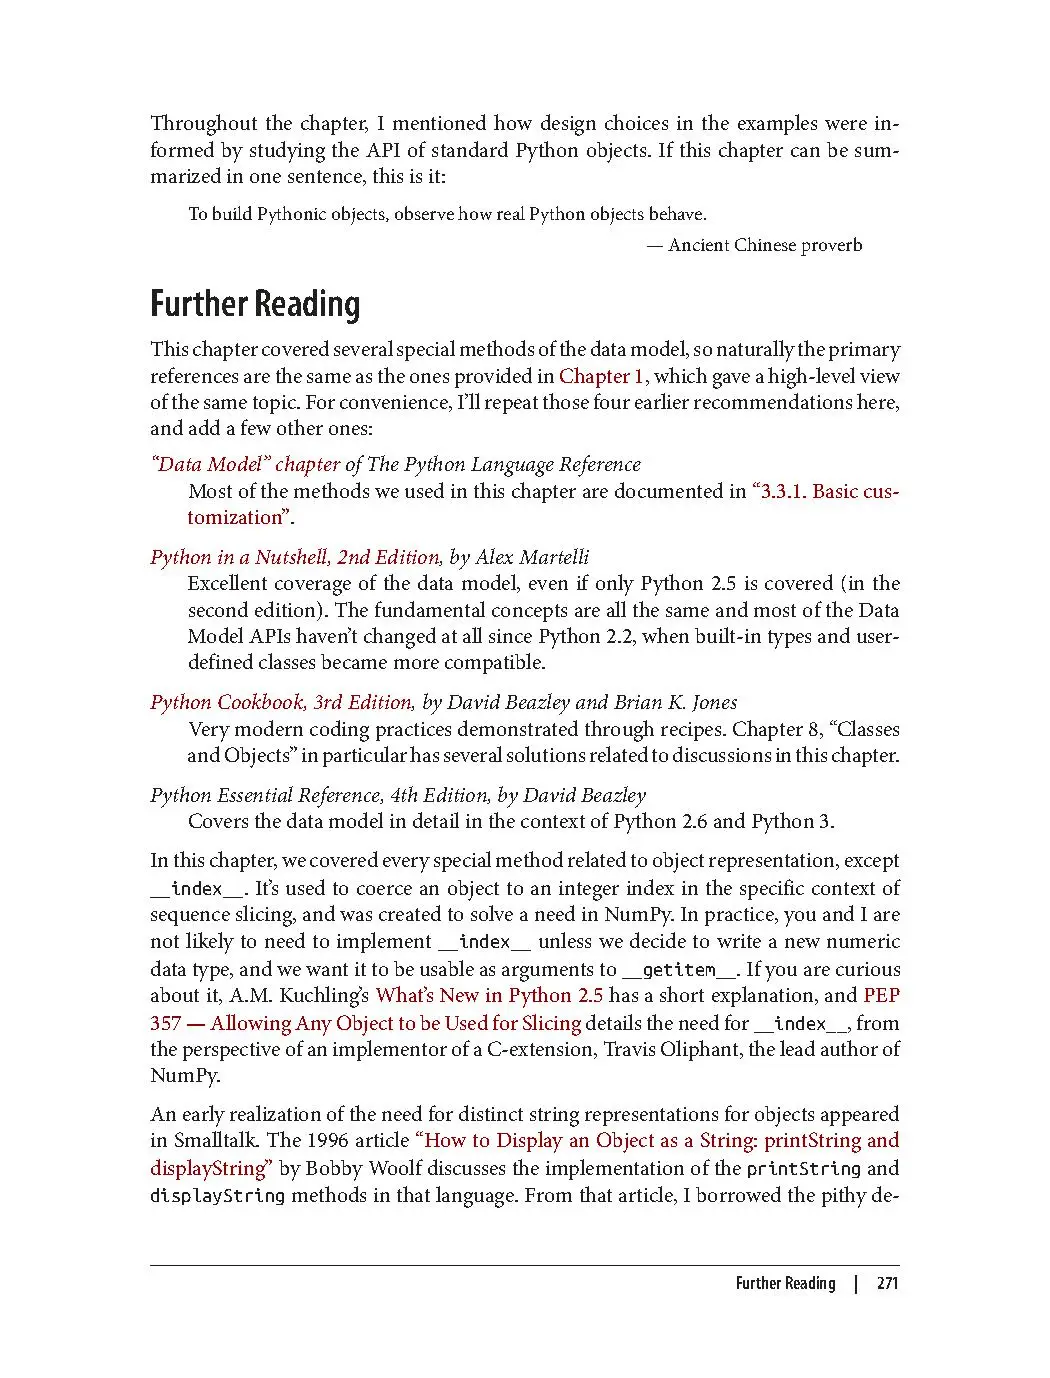 Throughout the chapter, I mentioned how design choices in the examples were in-
formed by studying the API of standard Python objects. If this chapter can be sum-
marized in one sentence, this is it:
To build Pythonic objects, observe how real Python objects behave.
— Ancient Chinese proverb
Further Reading
This chapter covered several special methods of the data model, so naturally the primary
references are the same as the ones provided in Chapter 1, which gave a high-level view
of the same topic. For convenience, I’ll repeat those four earlier recommendations here,
and add a few other ones:
“Data Model” chapter of The Python Language Reference
Most of the methods we used in this chapter are documented in “3.3.1. Basic cus-
tomization”.
Python in a Nutshell, 2nd Edition, by Alex Martelli
Excellent coverage of the data model, even if only Python 2.5 is covered (in the
second edition). The fundamental concepts are all the same and most of the Data
Model APIs haven’t changed at all since Python 2.2, when built-in types and user-
defined classes became more compatible.
Python Cookbook, 3rd Edition, by David Beazley and Brian K. Jones
Very modern coding practices demonstrated through recipes. Chapter 8, “Classes
and Objects” in particular has several solutions related to discussions in this chapter.
Python Essential Reference, 4th Edition, by David Beazley
Covers the data model in detail in the context of Python 2.6 and Python 3.
In this chapter, we covered every special method related to object representation, except
__index__. It’s used to coerce an object to an integer index in the specific context of
sequence slicing, and was created to solve a need in NumPy. In practice, you and I are
not likely to need to implement __index__ unless we decide to write a new numeric
data type, and we want it to be usable as arguments to __getitem__. If you are curious
about it, A.M. Kuchling’s What’s New in Python 2.5 has a short explanation, and PEP
357 — Allowing Any Object to be Used for Slicing details the need for __index__, from
the perspective of an implementor of a C-extension, Travis Oliphant, the lead author of
NumPy.
An early realization of the need for distinct string representations for objects appeared
in Smalltalk. The 1996 article “How to Display an Object as a String: printString and
displayString” by Bobby Woolf discusses the implementation of the printString and
displayString methods in that language. From that article, I borrowed the pithy de-
Further Reading | 271